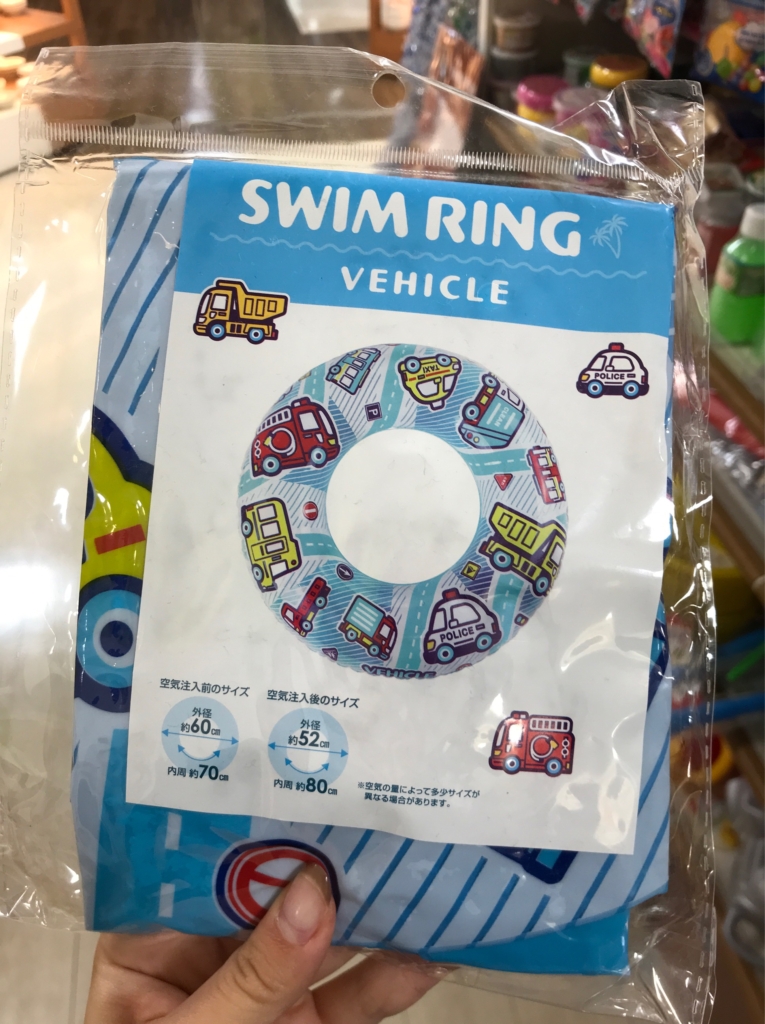 SWIM RING
VEHICLE
POLICE
TAXI
P
POLICE
VEHICLE
空気注入前のサイズ
外径
約60cm
内周 約70cm
空気注入後のサイズ
外径
約52cm
内周 約80cm
※空気の量によって多少サイズが
異なる場合があります。